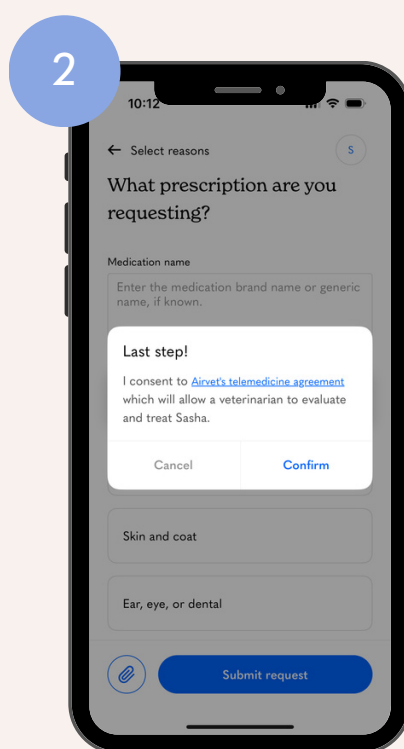 2
10:12
← Select reasons
S
What prescription are you
requesting?
Medication name
Enter the medication brand name or generic
name, if known.
Last step!
I consent to Airvet's telemedicine agreement
which will allow a veterinarian to evaluate
and treat Sasha.
Cancel
Confirm
Skin and coat
Ear, eye, or dental
Submit request